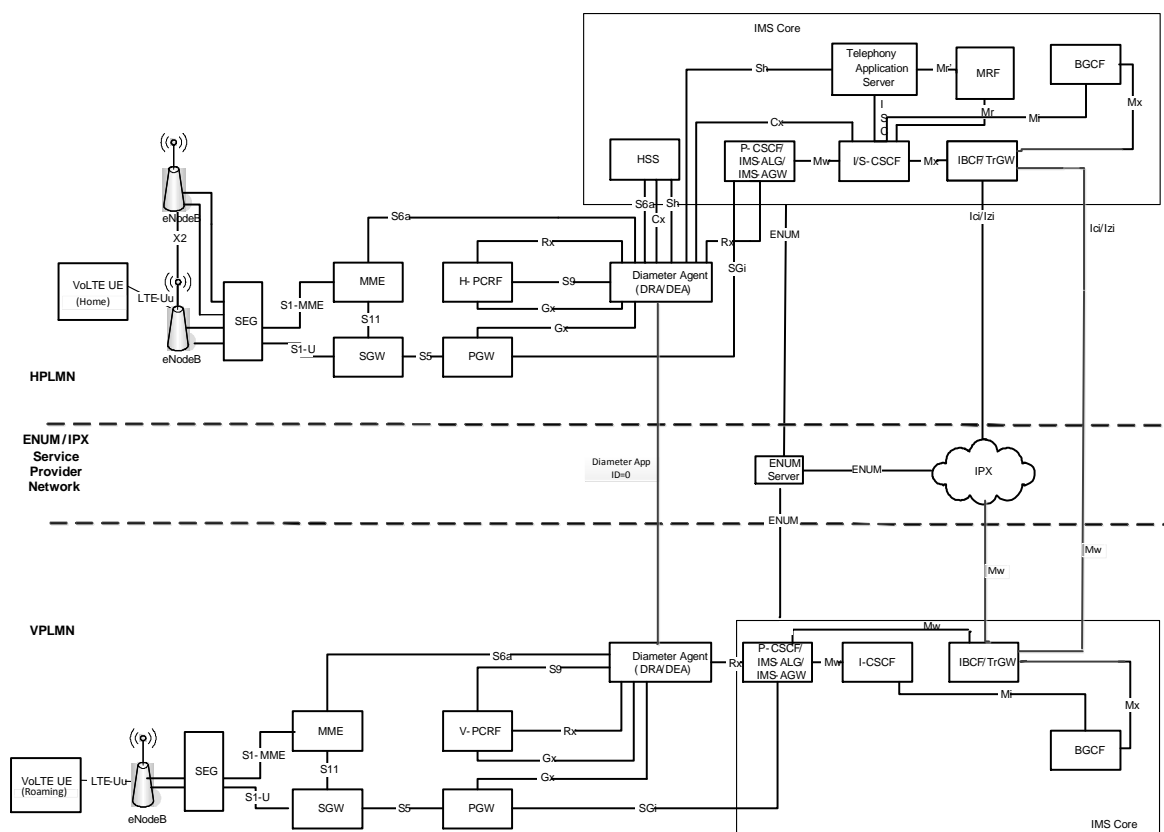 IMS Core
Telephony
Application
Server
Mr'
MRF
BGCF
Sh
Mx
I
S
C
Mr
Mi
Cx
HSS
P- CSCF/
IMS-ALG/
IMS-AGW
Mw
I/S-CSCF
Mx
IBCF/TrGW
eNodeB
S6a
S6a
Cx
Sh
ENUM
Ici/Izi
Ici/Izi
X2
Rx
Rx
SGi
VoLTE UE
(Home)
LTE-Uu
MME
H-PCRF
S9
Diameter Agent
(DRA/DEA)
S1-MME
SEG
S11
Gx
Gx
S1-U
SGW
S5
PGW
eNodeB
HPLMN
ENUM/IPX
Service
Provider
Network
Diameter App
ID=0
ENUM
Server
ENUM
IPX
ENUM
Mw
Mw
VPLMN
IMS Core
Mw
S6a
Diameter Agent
(DRA/DEA)
Rx
P-CSCF/
IMS-ALG/
IMS-AGW
Mw
I-CSCF
IBCF/TrGW
S9
Mi
Mx
MME
V-PCRF
Rx
BGCF
S1-MME
Gx
SEG
S11
Gx
VoLTE UE
(Roaming)
LTE-Uu
S1-U
SGW
S5
PGW
SGi
eNodeB